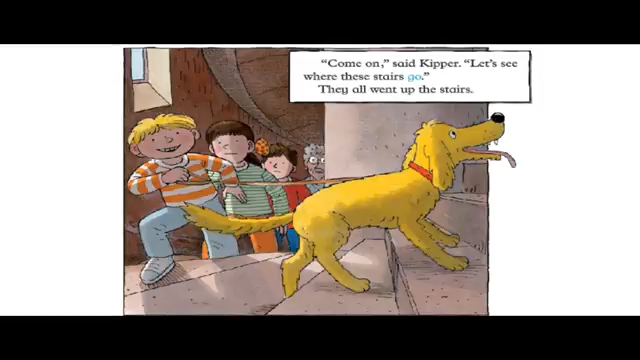 “Come on,” said Kipper. “Let’s see
where these stairs go.”
They all went up the stairs.